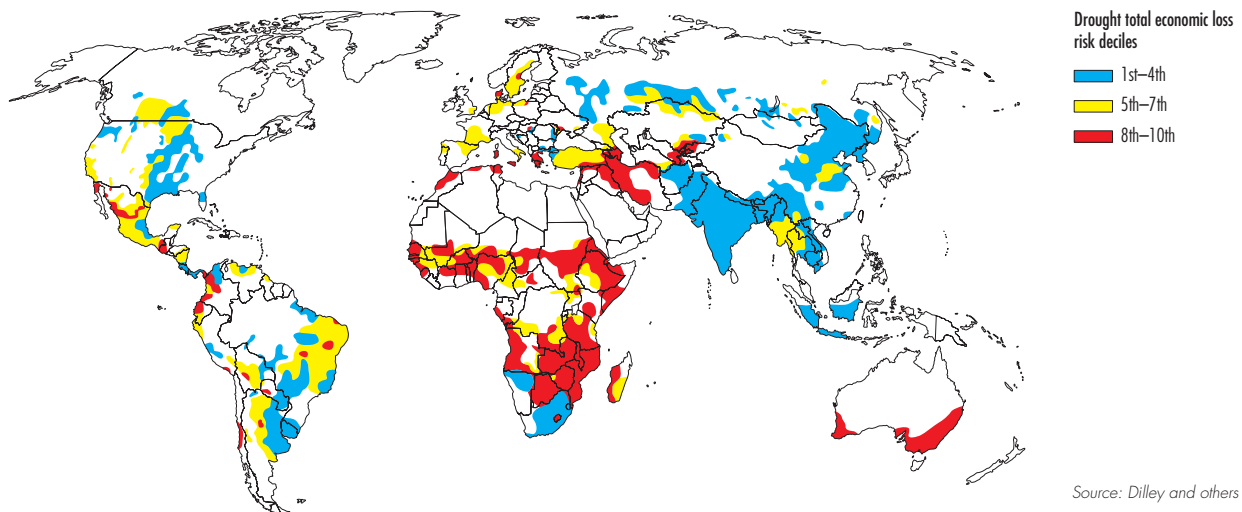 Drought total economic loss
risk deciles
1st–4th
5th–7th
8th–10th
Source: Dilley and others